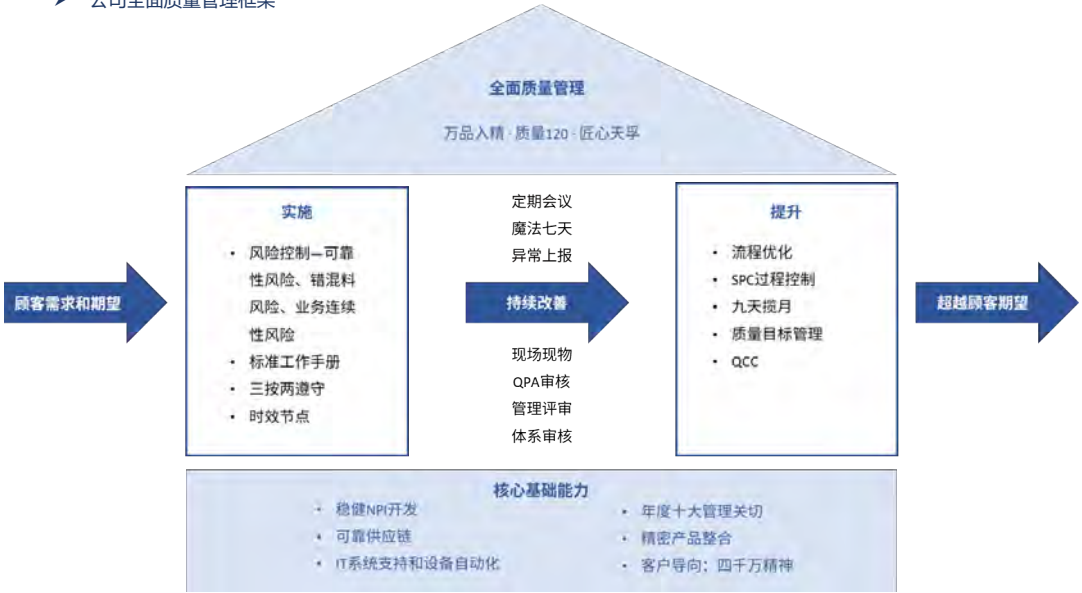 ➤ 公司全面质量管理框架
全面质量管理
万品入精·质量120·匠心天孚
顾客需求和期望
实施
• 风险控制—可靠
性风险、错混料
风险、业务连续
性风险
• 标准工作手册
• 三按两遵守
• 时效节点
定期会议
魔法七天
异常上报
持续改善
现场现物
QPA审核
管理评审
体系审核
提升
• 流程优化
• SPC过程控制
• 九天揽月
• 质量目标管理
• QCC
超越顾客期望
核心基础能力
• 稳健NPI开发
• 可靠供应链
• IT系统支持和设备自动化
• 年度十大管理关切
• 精密产品整合
• 客户导向：四千万精神